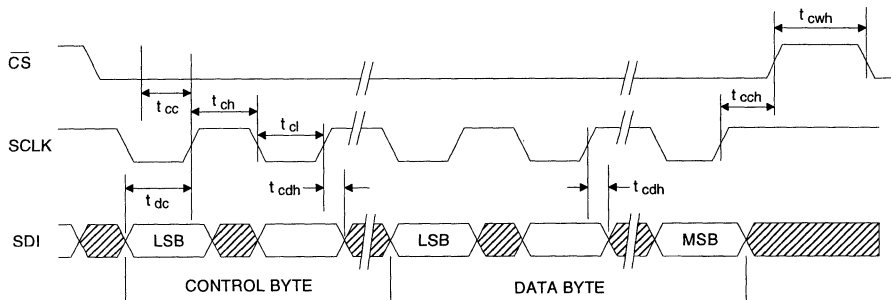 t cwh
CS
t cc
t ch
t cl
t cch
SCLK
t dc
t cdh
t cdh
SDI
LSB
LSB
MSB
CONTROL BYTE
DATA BYTE